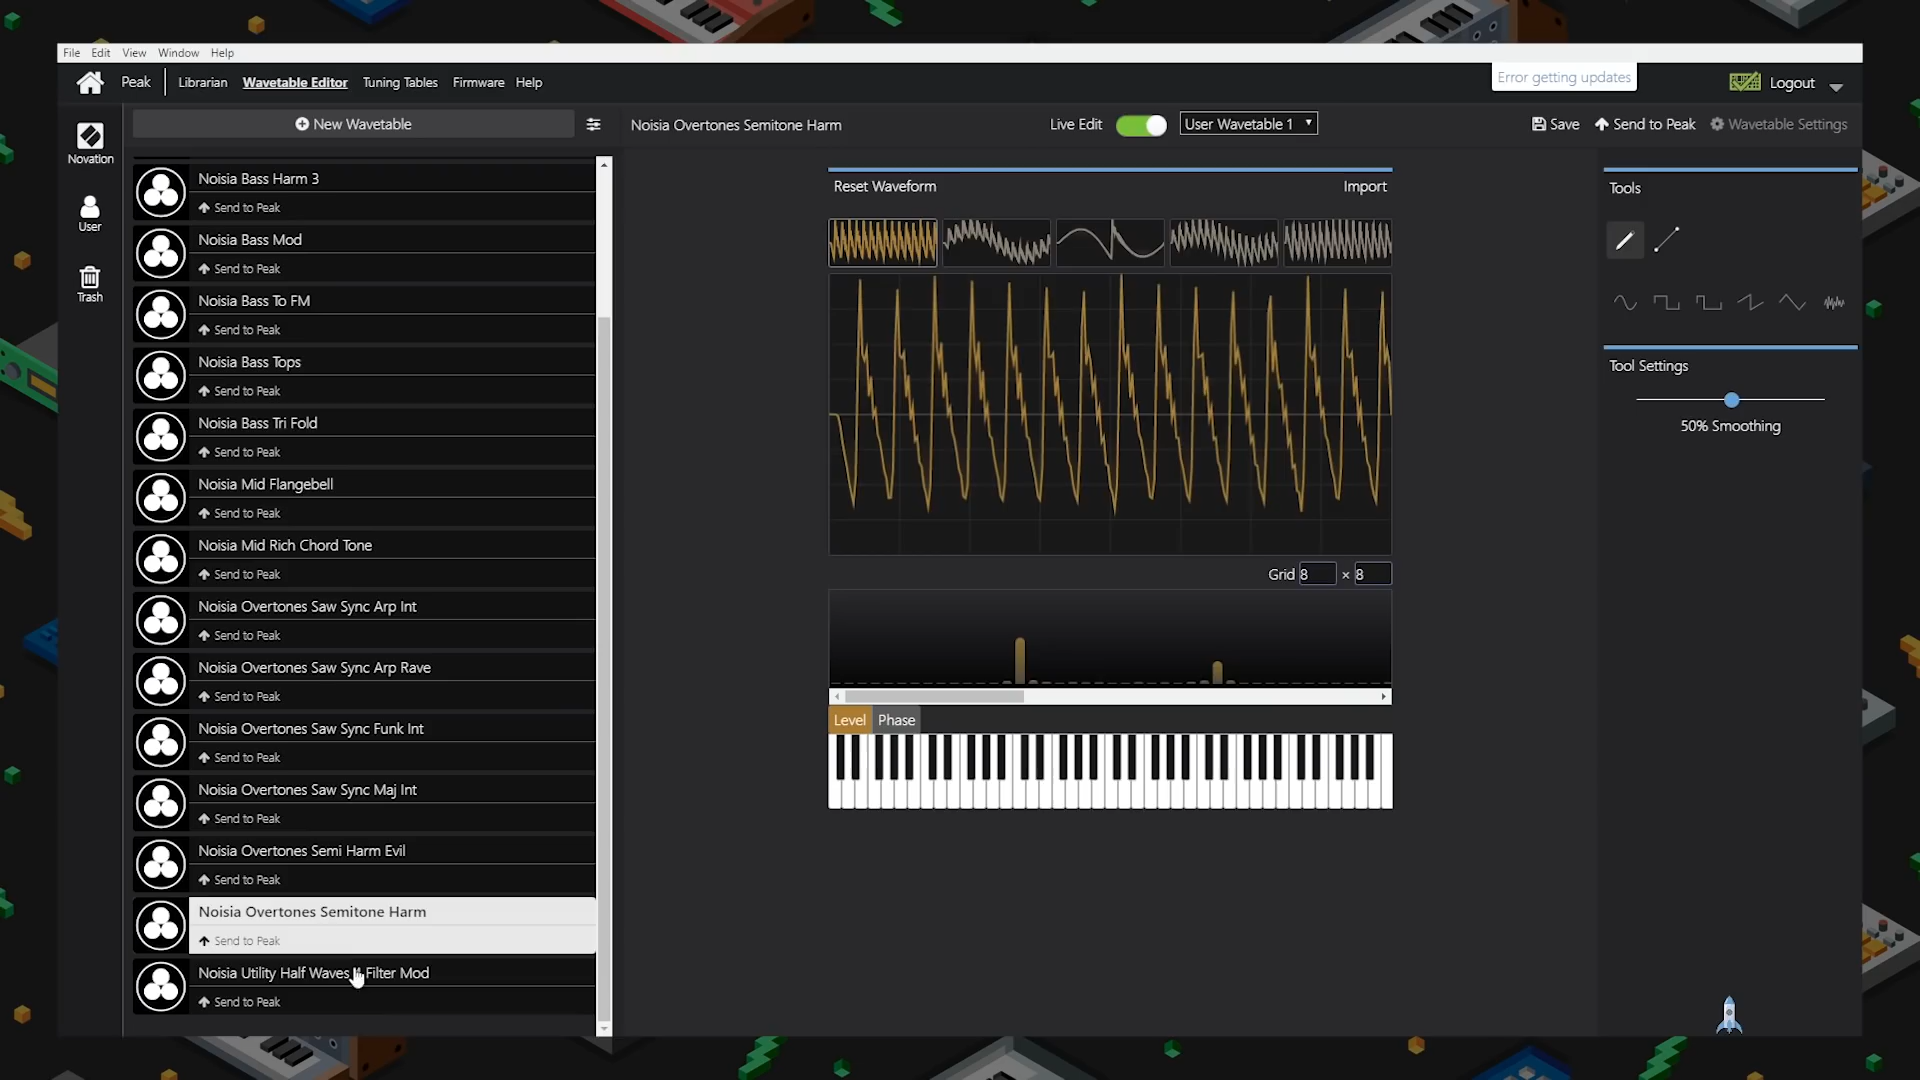 File Edit View Window Help
Peak Librarian Wavetable Editor Tuning Tables Firmware Help
Error getting updates
Logout
New Wavetable
Noisia Overtones Semitone Harm
Live Edit
User Wavetable 1
Save Send to Peak Wavetable Settings
Novation
User
Trash
Noisia Bass Harm 3
Send to Peak
Noisia Bass Mod
Send to Peak
Noisia Bass To FM
Send to Peak
Noisia Bass Tops
Send to Peak
Noisia Bass Tri Fold
Send to Peak
Noisia Mid Flangebell
Send to Peak
Noisia Mid Rich Chord Tone
Send to Peak
Noisia Overtones Saw Sync Arp Int
Send to Peak
Noisia Overtones Saw Sync Arp Rave
Send to Peak
Noisia Overtones Saw Sync Funk Int
Send to Peak
Noisia Overtones Saw Sync Maj Int
Send to Peak
Noisia Overtones Semi Harm Evil
Send to Peak
Noisia Overtones Semitone Harm
Send to Peak
Noisia Utility Half Waves Filter Mod
Send to Peak
Reset Waveform Import
Grid 8 × 8
Level Phase
Tools
Tool Settings
50% Smoothing